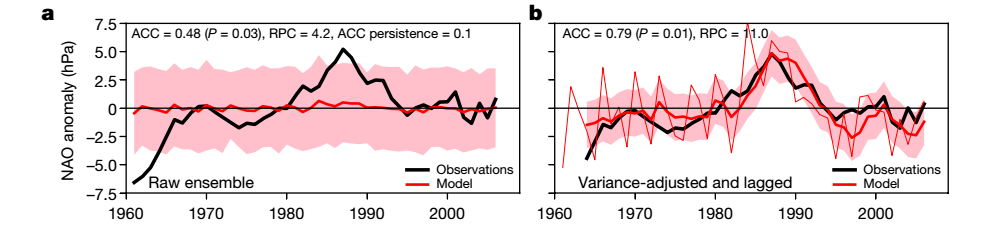 a
b
ACC = 0.48 (P = 0.03), RPC = 4.2, ACC persistence = 0.1
ACC = 0.79 (P = 0.01), RPC = 11.0
NAO anomaly (hPa)
7.5
5.0
2.5
0
−2.5
−5.0
−7.5
Raw ensemble
Observations
Model
Variance-adjusted and lagged
Observations
Model
1960 1970 1980 1990 2000
1960 1970 1980 1990 2000